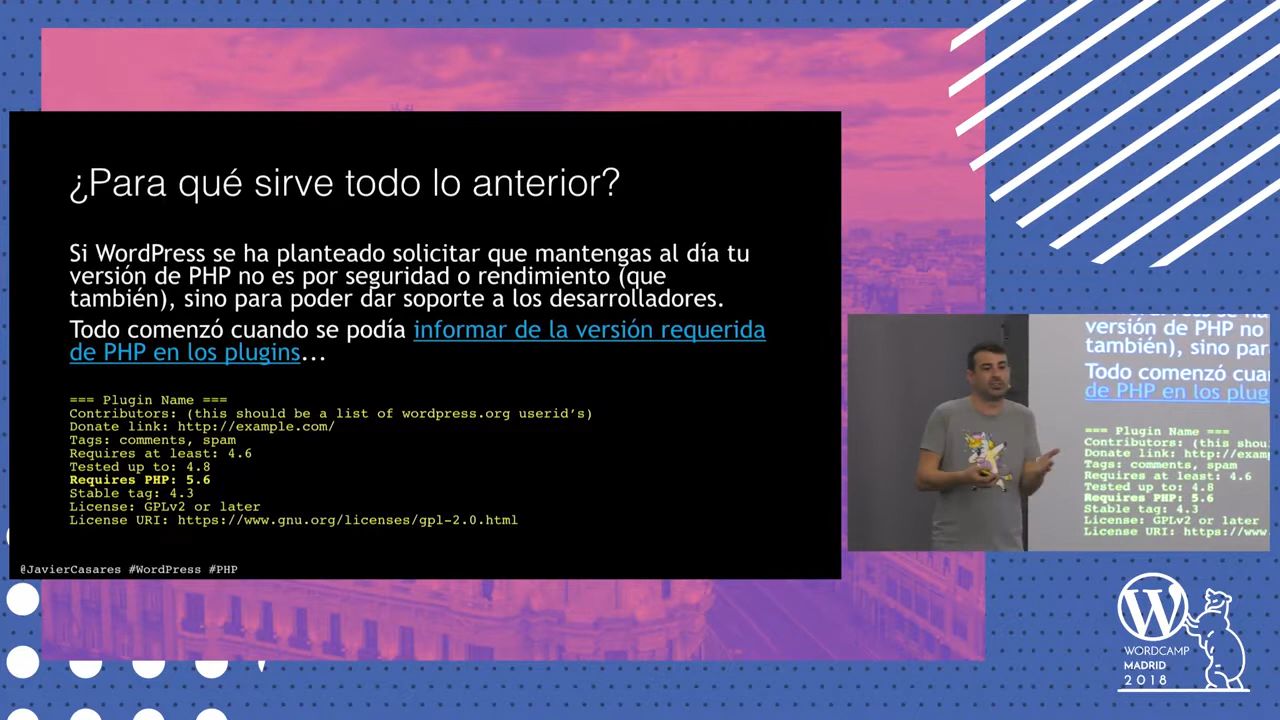 ¿Para qué sirve todo lo anterior?
Si WordPress se ha planteado solicitar que mantengas al día tu
versión de PHP no es por seguridad o rendimiento (que
también), sino para poder dar soporte a los desarrolladores.
Todo comenzó cuando se podía informar de la versión requerida
de PHP en los plugins...
=== Plugin Name ===
Contributors: (this should be a list of wordpress.org userid's)
Donate link: http://example.com/
Tags: comments, spam
Requires at least: 4.6
Tested up to: 4.8
Requires PHP: 5.6
Stable tag: 4.3
License: GPLv2 or later
License URI: https://www.gnu.org/licenses/gpl-2.0.html
@JavierCasares #WordPress #PHP
versión de PHP no
también), sino par
Todo comenzó cua
de PHP en los plug
=== Plugin Name ===
Contributors: (this shou
Donate link: http://exam
Tags: comments, spam
Requires at least: 4.6
Tested up to: 4.8
Requires PHP: 5.6
Stable tag: 4.3
License: GPLv2 or later
License URI: https://www.
W
WORDCAMP
MADRID
2018